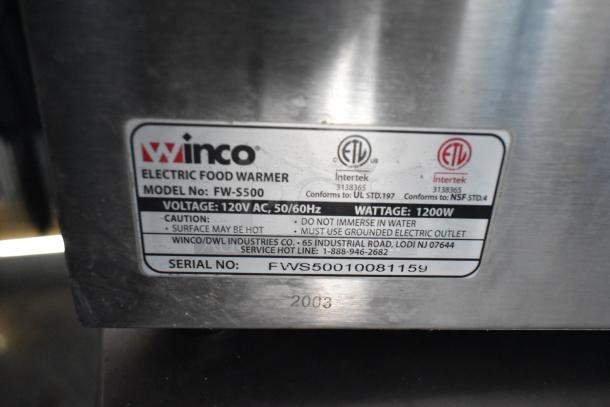 Winco®
ELECTRIC FOOD WARMER
MODEL No: FW-S500
C ETL US
Intertek
3138365
Conforms to: UL STD.197
ETL
Intertek
3138365
Conforms to: NSF STD.4
VOLTAGE: 120V AC, 50/60Hz WATTAGE: 1200W
CAUTION: • DO NOT IMMERSE IN WATER
• SURFACE MAY BE HOT • MUST USE GROUNDED ELECTRIC OUTLET
WINCO/DWL INDUSTRIES CO. • 65 INDUSTRIAL ROAD, LODI NJ 07644
SERVICE HOT LINE: 1-888-946-2682
SERIAL NO: FWS50010081159
2003